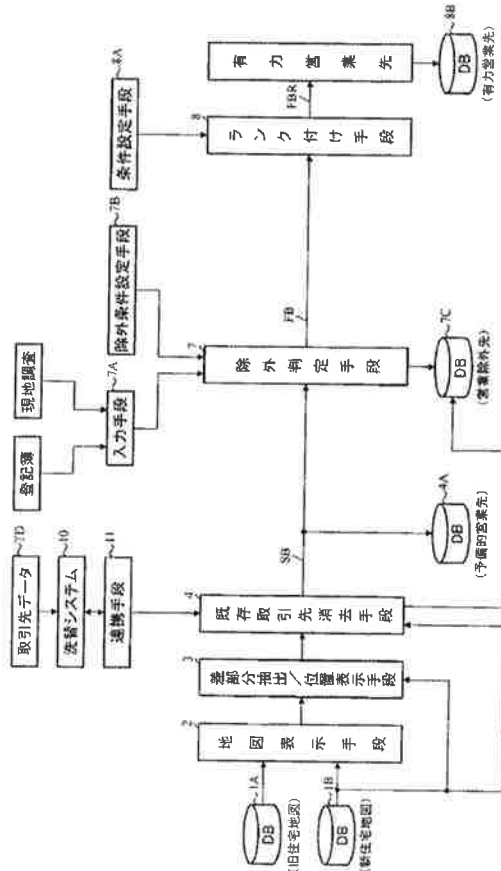 取引先データ
7D
洗替システム
10
連携手段
11
登記簿
現地調査
入力手段
7A
除外条件設定手段
7B
条件設定手段
8A
DB
1A
(旧住宅地図)
DB
1B
(新住宅地図)
地図表示手段
2
差部分抽出/位置表示手段
3
既存取引先消去手段
4
SB
DB
4A
(予備的営業先)
除外判定手段
7
DB
7C
(営業除外先)
FB
ランク付け手段
8
FBR
有力営業先
DB
8B
(有力営業先)